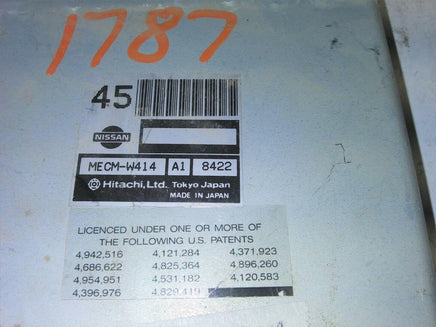 1787
45
NISSAN
MECM-W414 A1 8422
Hitachi, Ltd. Tokyo Japan
MADE IN JAPAN
LICENCED UNDER ONE OR MORE OF
THE FOLLOWING U.S. PATENTS
4,942,516 4,121,284 4,371,923
4,686,622 4,825,364 4,896,260
4,954,951 4,531,182 4,120,583
4,396,976 4,829,419